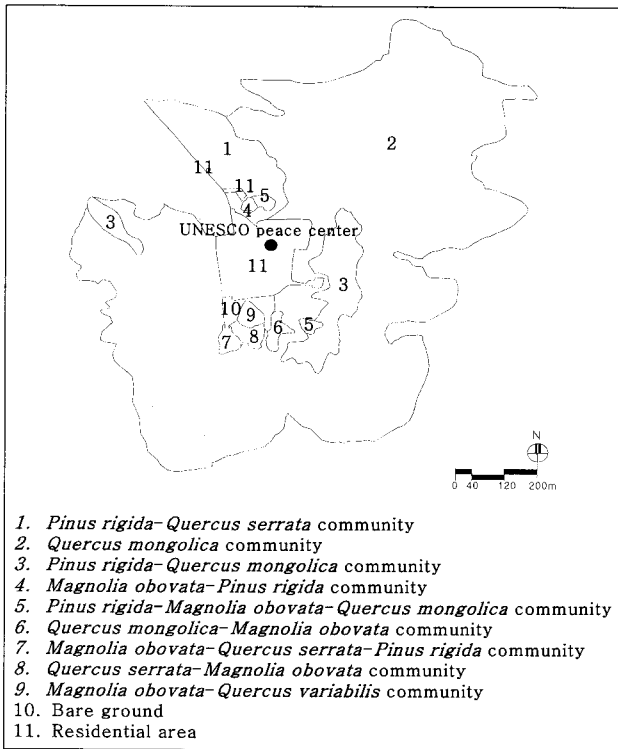 1
2
11
11
5
4
3
UNESCO peace center
11
3
10
9
6
5
7
8
N
0 40 120 200m
1. Pinus rigida-Quercus serrata community
2. Quercus mongolica community
3. Pinus rigida-Quercus mongolica community
4. Magnolia obovata-Pinus rigida community
5. Pinus rigida-Magnolia obovata-Quercus mongolica community
6. Quercus mongolica-Magnolia obovata community
7. Magnolia obovata-Quercus serrata-Pinus rigida community
8. Quercus serrata-Magnolia obovata community
9. Magnolia obovata-Quercus variabilis community
10. Bare ground
11. Residential area